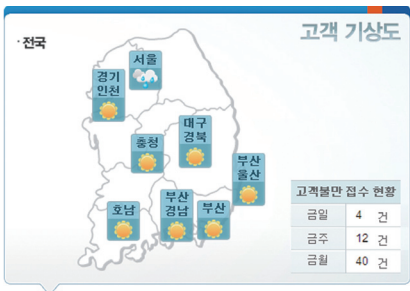 고객 기상도
· 전국
서울
경기
인천
대구
경북
충청
부산
울산
부산
경남
호남
부산
고객불만 접수 현황
금일 4 건
금주 12 건
금월 40 건